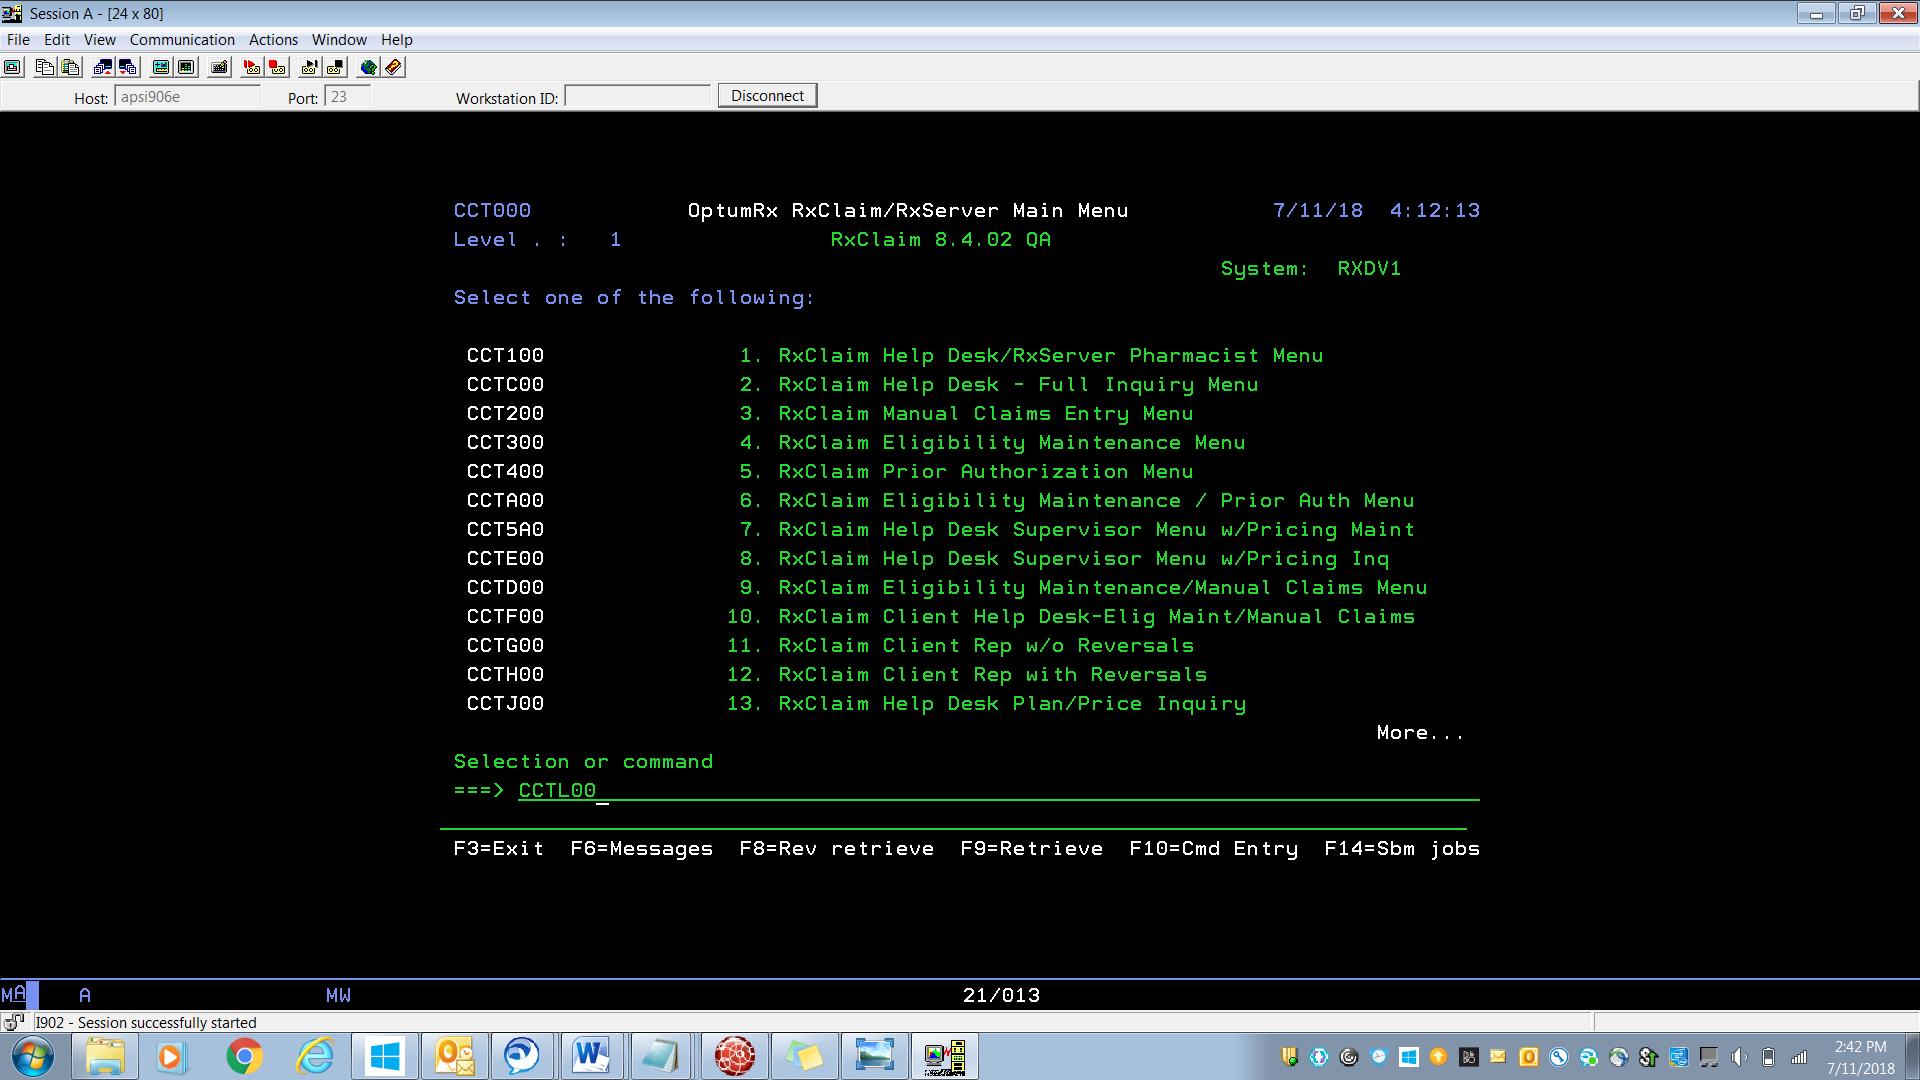 Session A - [24 x 80]
File Edit View Communication Actions Window Help
Host: apsi906e Port: 23 Workstation ID: Disconnect
CCT000 OptumRx RxClaim/RxServer Main Menu 7/11/18 4:12:13
Level . : 1 RxClaim 8.4.02 QA
System: RXDV1
Select one of the following:
CCT100 1. RxClaim Help Desk/RxServer Pharmacist Menu
CCTC00 2. RxClaim Help Desk - Full Inquiry Menu
CCT200 3. RxClaim Manual Claims Entry Menu
CCT300 4. RxClaim Eligibility Maintenance Menu
CCT400 5. RxClaim Prior Authorization Menu
CCTA00 6. RxClaim Eligibility Maintenance / Prior Auth Menu
CCT5A0 7. RxClaim Help Desk Supervisor Menu w/Pricing Maint
CCTE00 8. RxClaim Help Desk Supervisor Menu w/Pricing Inq
CCTD00 9. RxClaim Eligibility Maintenance/Manual Claims Menu
CCTF00 10. RxClaim Client Help Desk-Elig Maint/Manual Claims
CCTG00 11. RxClaim Client Rep w/o Reversals
CCTH00 12. RxClaim Client Rep with Reversals
CCTJ00 13. RxClaim Help Desk Plan/Price Inquiry
More...
Selection or command
===> CCTL00
F3=Exit F6=Messages F8=Rev retrieve F9=Retrieve F10=Cmd Entry F14=Sbm jobs
MA A MW 21/013
I902 - Session successfully started
2:42 PM
7/11/2018